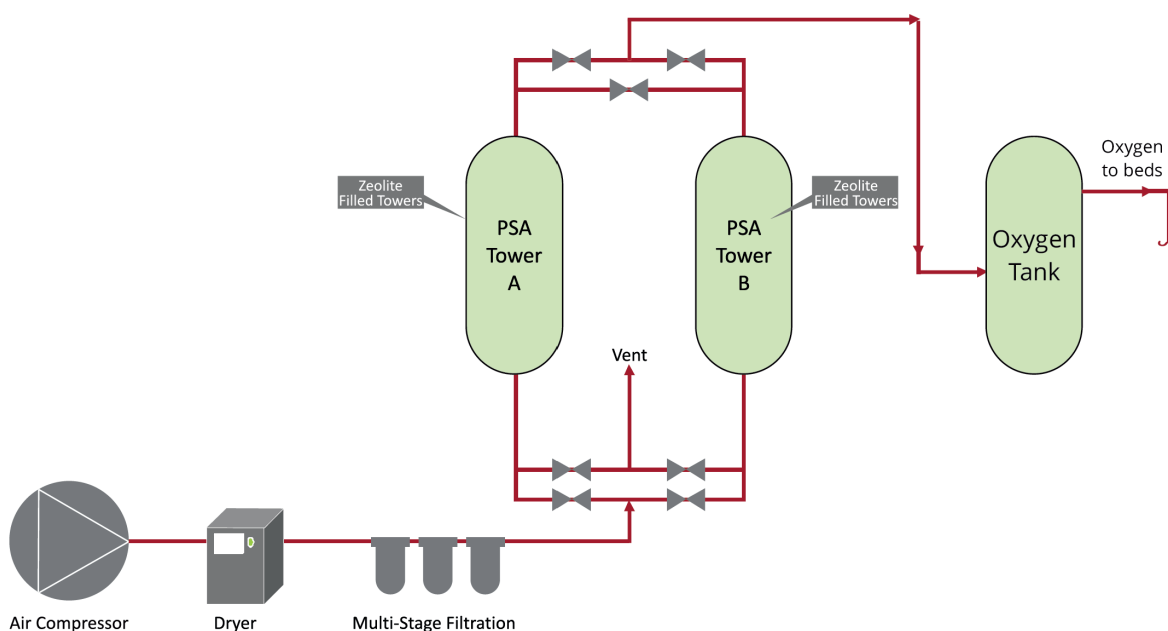 Oxygen
to beds
Zeolite
Filled Towers
Zeolite
Filled Towers
PSA
Tower
A
PSA
Tower
B
Oxygen
Tank
Vent
Air Compressor
Dryer
Multi-Stage Filtration